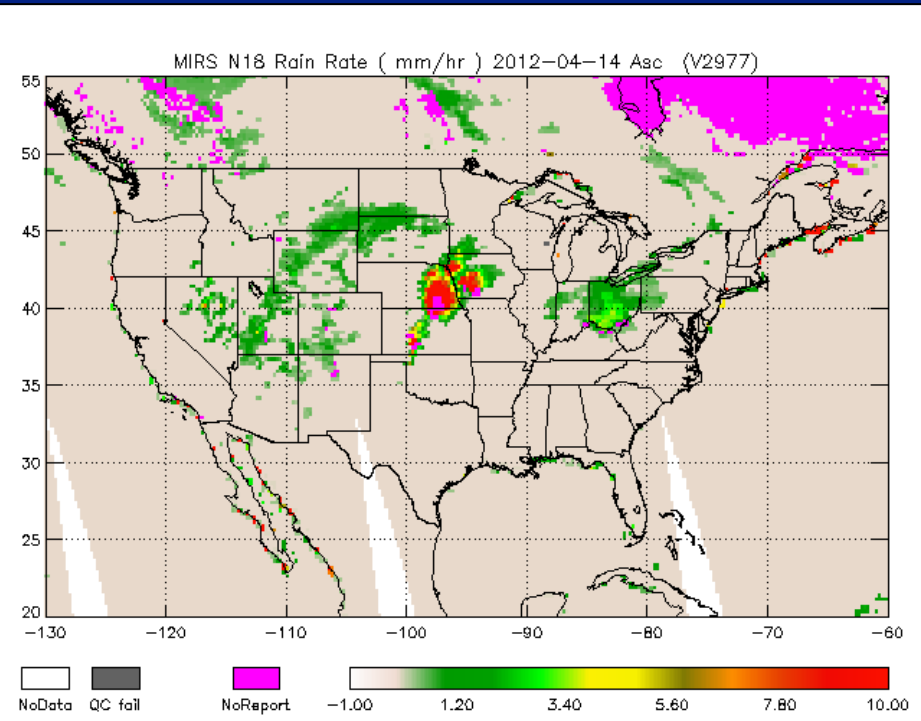 MIRS N18 Rain Rate ( mm/hr ) 2012-04-14 Asc (V2977)
55
50
45
40
35
30
25
20
-130 -120 -110 -100 -90 -80 -70 -60
NoData QC fail NoReport -1.00 1.20 3.40 5.60 7.80 10.00